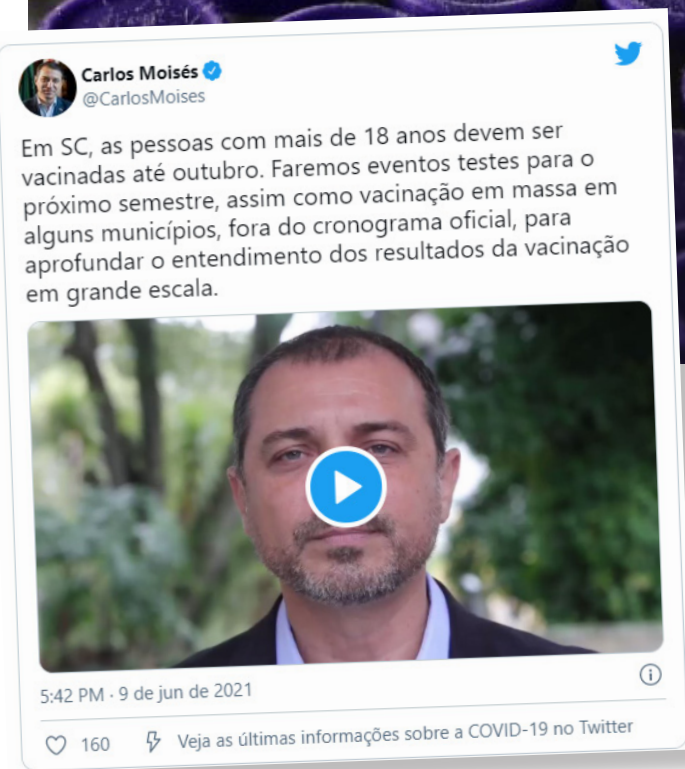 Carlos Moisés
@CarlosMoises
Em SC, as pessoas com mais de 18 anos devem ser
vacinadas até outubro. Faremos eventos testes para o
próximo semestre, assim como vacinação em massa em
alguns municípios, fora do cronograma oficial, para
aprofundar o entendimento dos resultados da vacinação
em grande escala.
5:42 PM · 9 de jun de 2021
160 Veja as últimas informações sobre a COVID-19 no Twitter